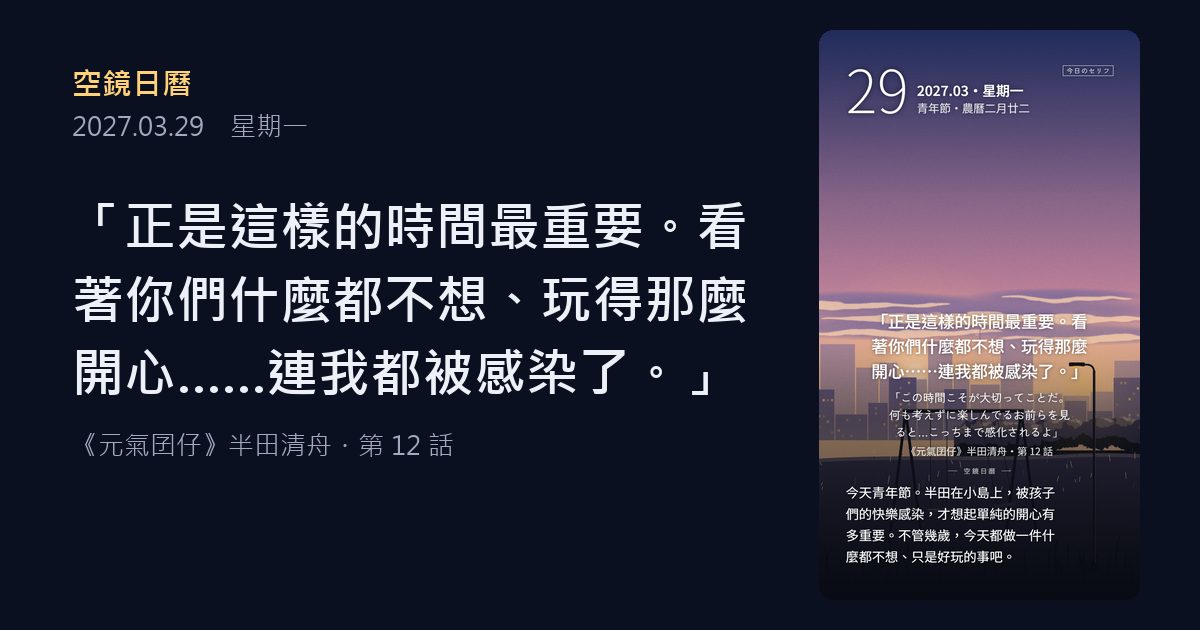 空鏡日曆
2027.03.29 星期一
「正是這樣的時間最重要。看
著你們什麼都不想、玩得那麼
開心……連我都被感染了。」
《元氣囝仔》半田清舟・第 12 話
29
2027.03・星期一
青年節・農曆二月廿二
今日のセリフ
「正是這樣的時間最重要。看
著你們什麼都不想、玩得那麼
開心……連我都被感染了。」
「この時間こそが大切ってことだ。
何も考えずに楽しんでるお前らを見
ると…こっちまで感化されるよ」
《元氣囝仔》半田清舟・第 12 話
— 空鏡日曆 —
今天青年節。半田在小島上，被孩子
們的快樂感染，才想起單純的開心有
多重要。不管幾歲，今天都做一件什
麼都不想、只是好玩的事吧。